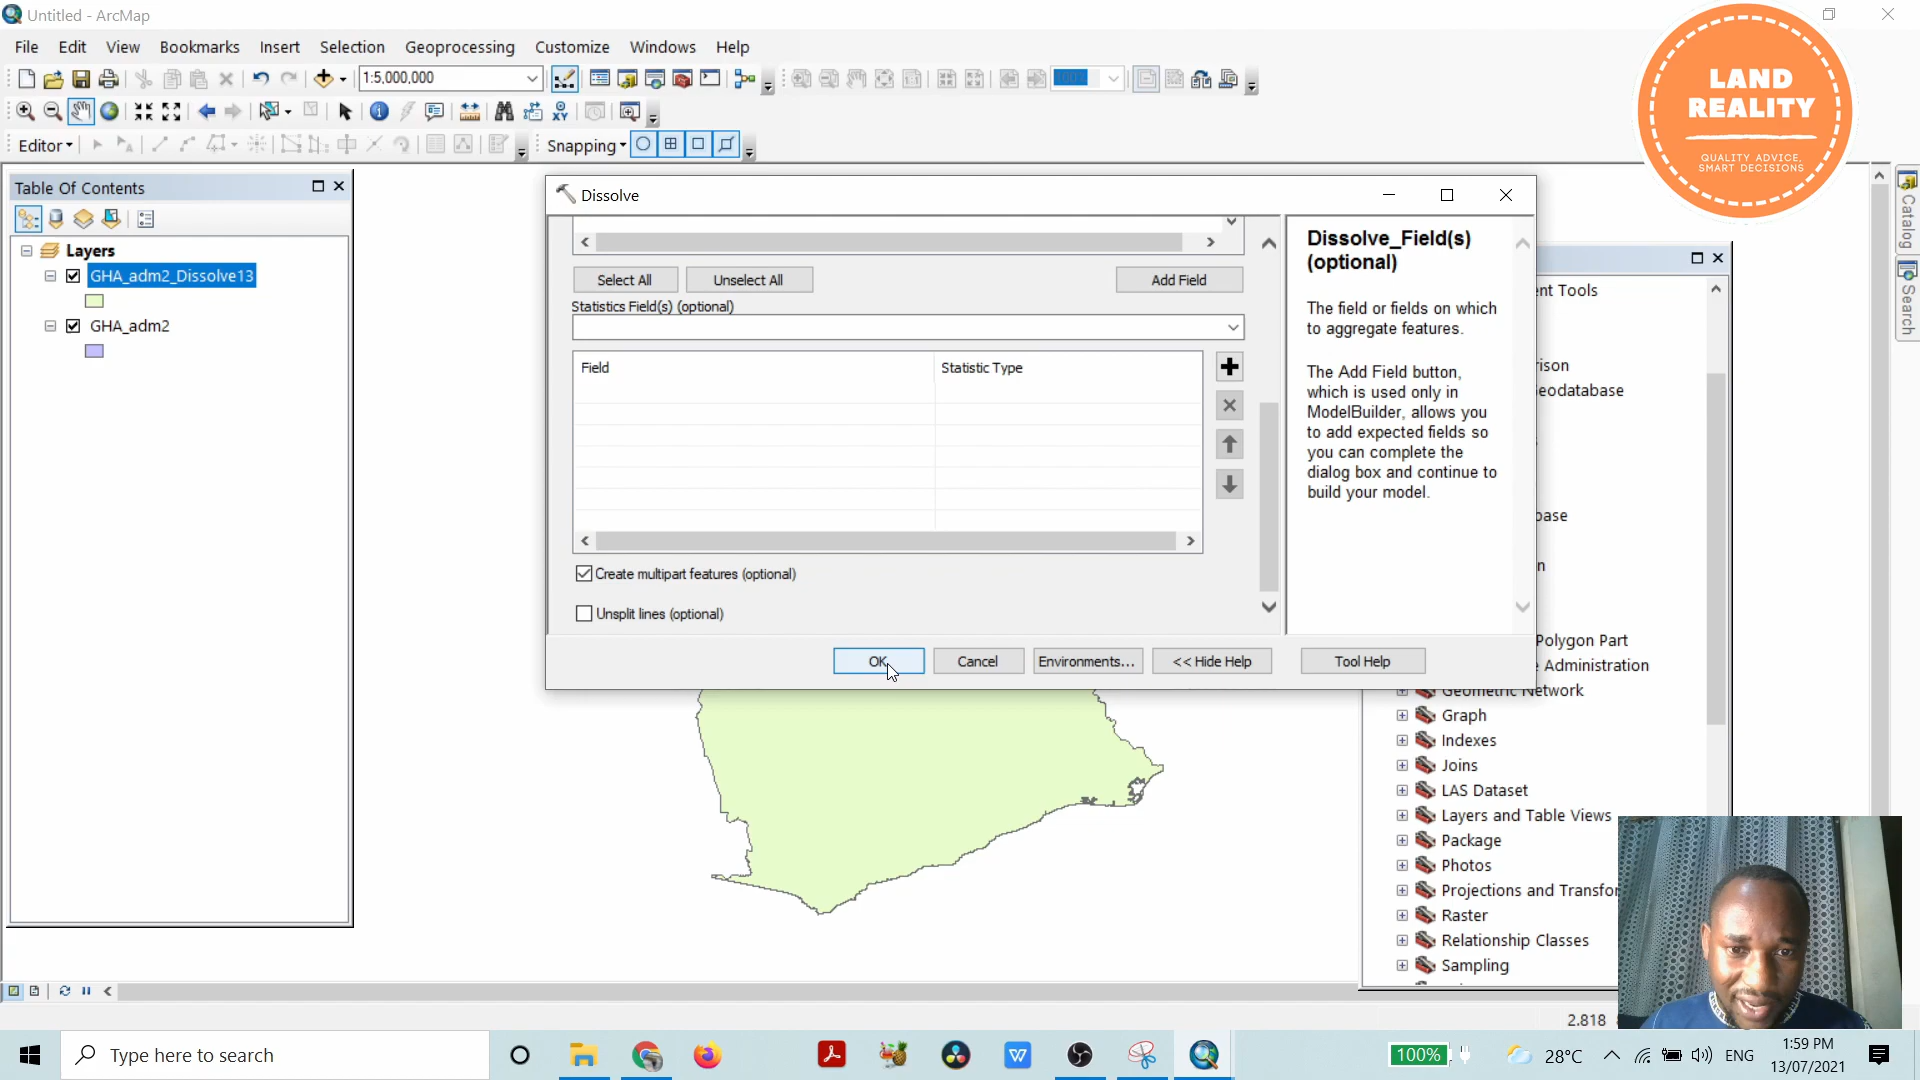 Untitled - ArcMap
File Edit View Bookmarks Insert Selection Geoprocessing Customize Windows Help
1:5,000,000
100%
Editor
Snapping
LAND
REALITY
QUALITY ADVICE,
SMART DECISIONS
Table Of Contents
Layers
GHA_adm2_Dissolve13
GHA_adm2
Dissolve
Select All
Unselect All
Add Field
Statistics Field(s) (optional)
Field
Statistic Type
Create multipart features (optional)
Unsplit lines (optional)
OK
Cancel
Environments...
<< Hide Help
Tool Help
Dissolve_Field(s)
(optional)
The field or fields on which
to aggregate features.
The Add Field button,
which is used only in
ModelBuilder, allows you
to add expected fields so
you can complete the
dialog box and continue to
build your model.
Catalog
Search
ent Tools
rison
eodatabase
ase
n
Polygon Part
Administration
Geometric Network
Graph
Indexes
Joins
LAS Dataset
Layers and Table Views
Package
Photos
Projections and Transfor
Raster
Relationship Classes
Sampling
2.818
Type here to search
100%
28°C
ENG
1:59 PM
13/07/2021